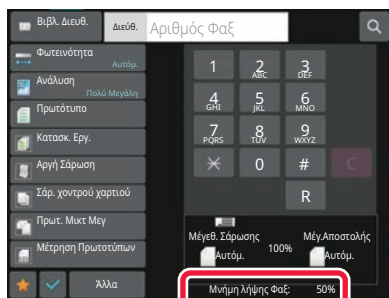 Βιβλ. Διευθ.
Διεύθ.
Αριθμός Φαξ
Φωτεινότητα
Αυτόμ.
Ανάλυση
Πολύ Μεγάλη
Πρωτότυπο
Κατασκ. Εργ.
Αργή Σάρωση
Σάρ. χοντρού χαρτιού
Πρωτ. Μικτ Μεγ
Μέτρηση Πρωτοτύπων
Άλλα
1
2 ABC
3 DEF
4 GHI
5 JKL
6 MNO
7 PQRS
8 TUV
9 WXYZ
0
#
C
R
Μέγεθ. Σάρωσης
Μέγ.Αποστολής
100%
Αυτόμ.
Αυτόμ.
Μνήμη λήψης Φαξ: 50%